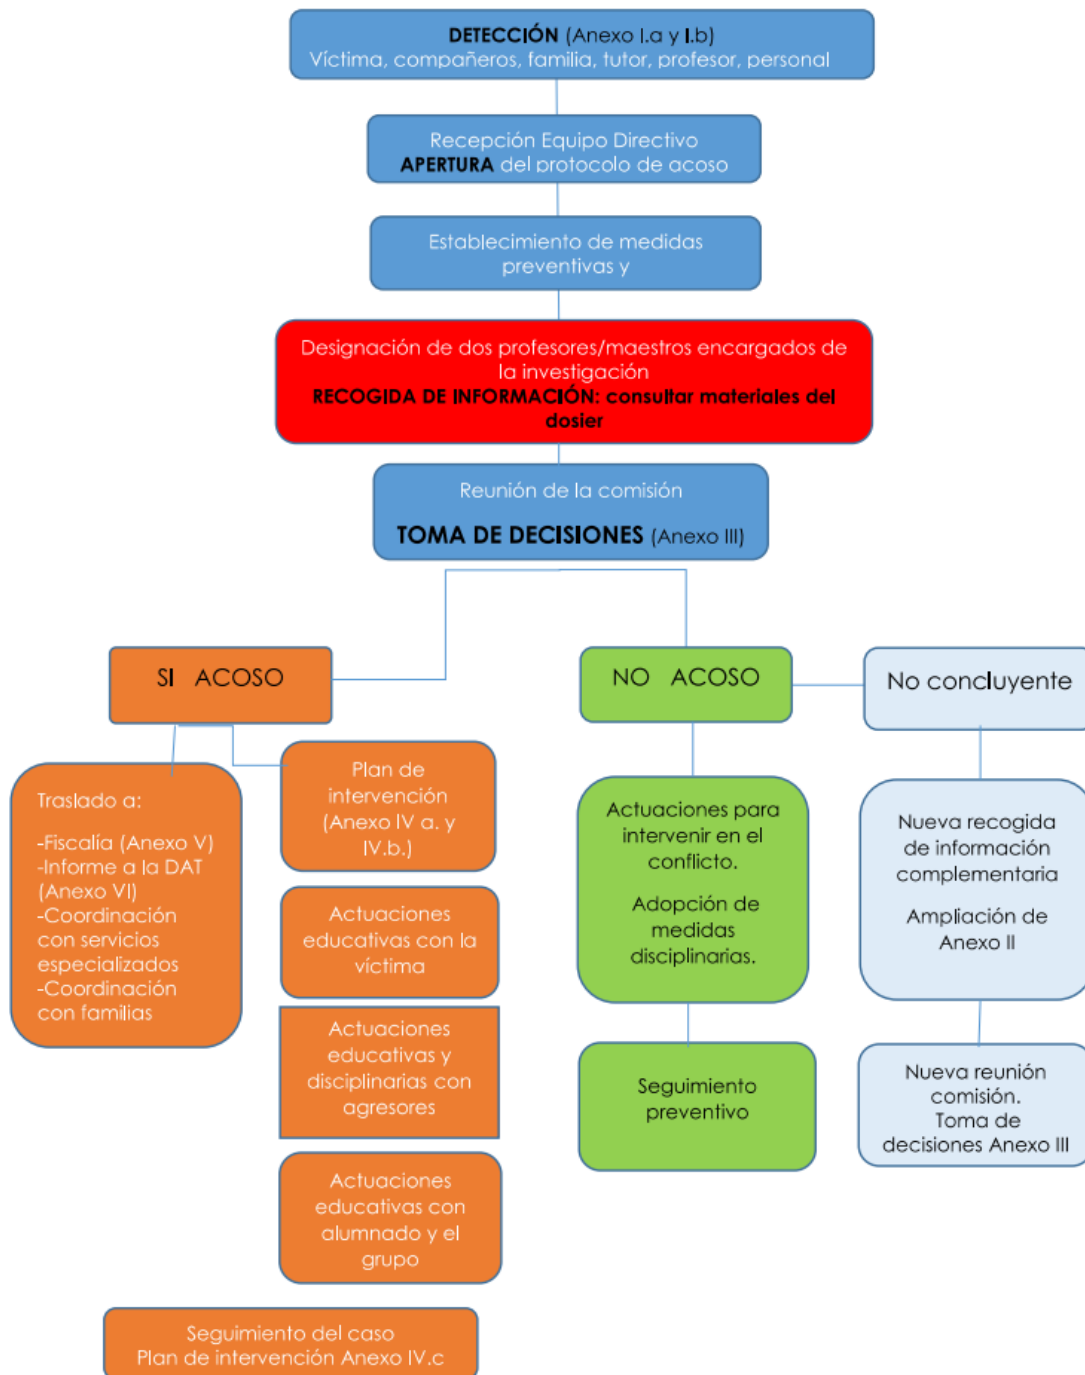 DETECCIÓN (Anexo I.a y I.b)
Víctima, compañeros, familia, tutor, profesor, personal
Recepción Equipo Directivo
APERTURA del protocolo de acoso
Establecimiento de medidas
preventivas y
Designación de dos profesores/maestros encargados de
la investigación
RECOGIDA DE INFORMACIÓN: consultar materiales del
dosier
Reunión de la comisión
TOMA DE DECISIONES (Anexo III)
SI ACOSO
NO ACOSO
No concluyente
Traslado a:
-Fiscalía (Anexo V)
-Informe a la DAT
(Anexo VI)
-Coordinación
con servicios
especializados
-Coordinación
con familias
Plan de
intervención
(Anexo IV a. y
IV.b.)
Actuaciones
educativas con la
víctima
Actuaciones
educativas y
disciplinarias con
agresores
Actuaciones
educativas con
alumnado y el
grupo
Seguimiento del caso
Plan de intervención Anexo IV.c
Actuaciones para
intervenir en el
conflicto.
Adopción de
medidas
disciplinarias.
Seguimiento
preventivo
Nueva recogida
de información
complementaria
Ampliación de
Anexo II
Nueva reunión
comisión.
Toma de
decisiones Anexo III